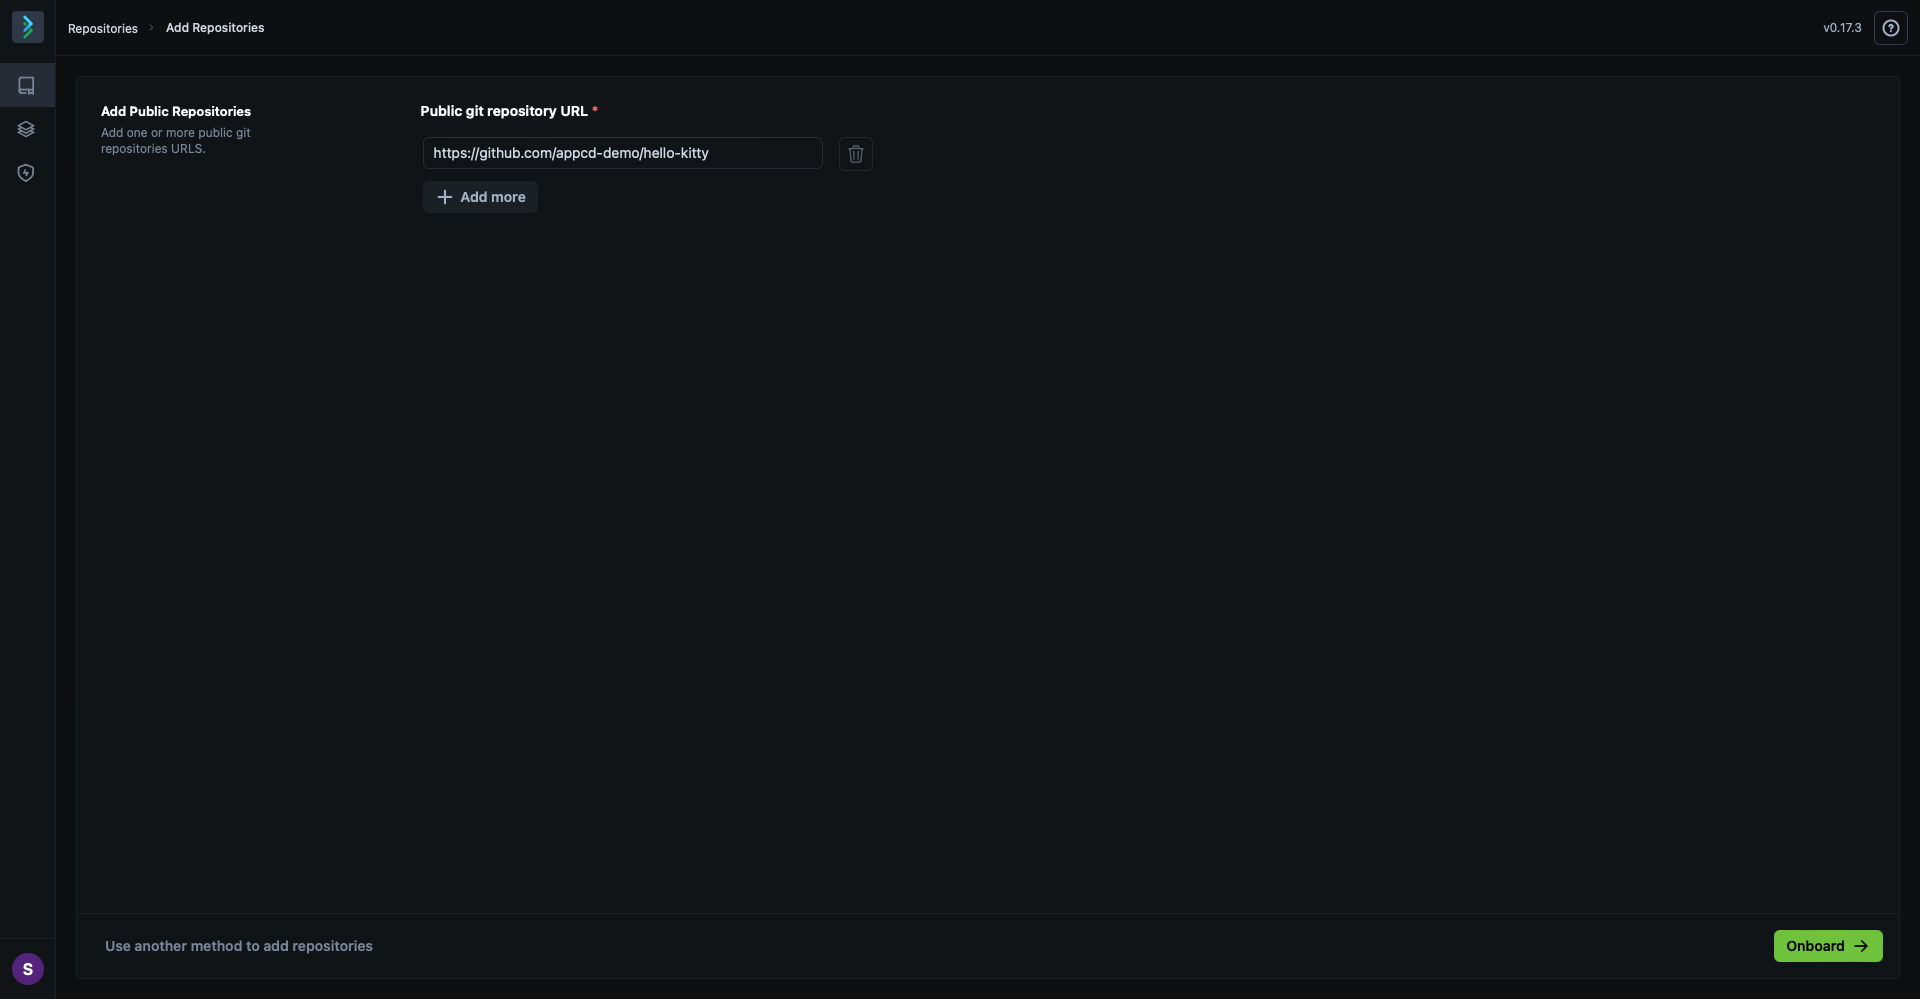 Repositories
Add Repositories
v0.17.3
Add Public Repositories
Add one or more public git
repositories URLS.
Public git repository URL *
https://github.com/appcd-demo/hello-kitty
Add more
Use another method to add repositories
Onboard
S